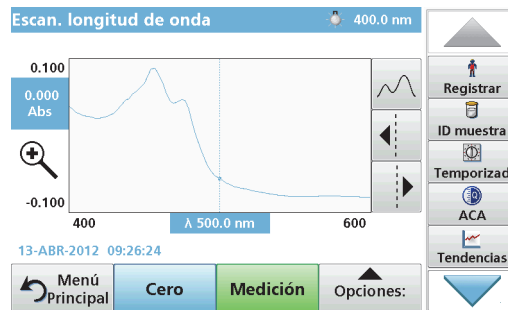 Escan. longitud de onda
400.0 nm
0.100
0.000
Abs
-0.100
400
λ 500.0 nm
600
13-ABR-2012 09:26:24
Menú
Principal
Cero
Medición
Opciones:
Registrar
ID muestra
Temporizad
ACA
Tendencias